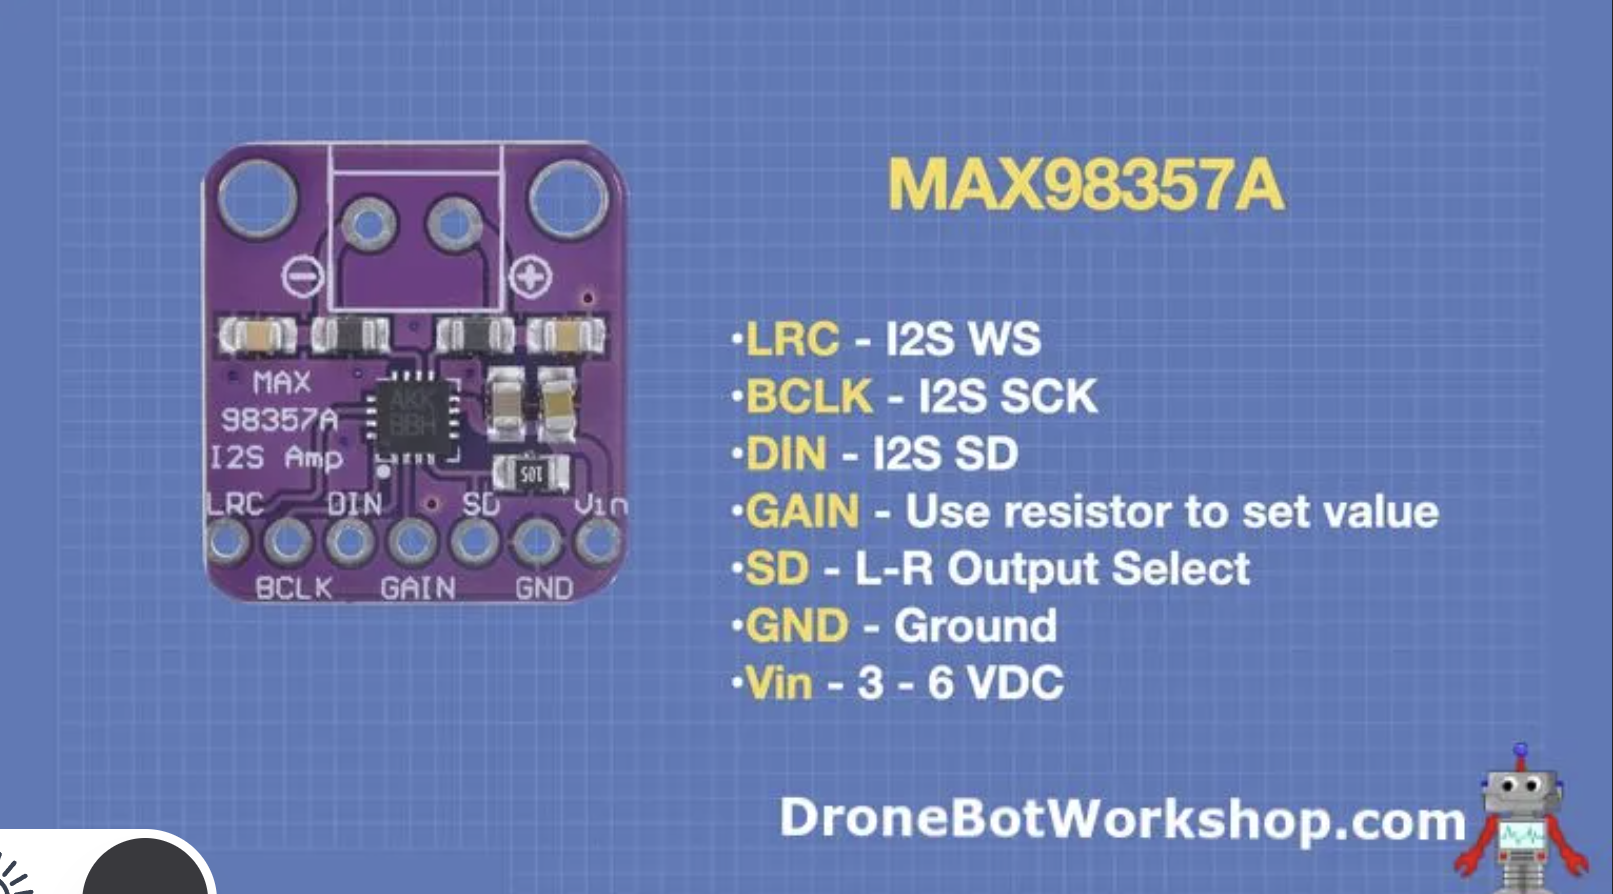 MAX98357A
MAX
98357A
I2S Amp
LRC DIN SD Vin
BCLK GAIN GND
105
•LRC - I2S WS
•BCLK - I2S SCK
•DIN - I2S SD
•GAIN - Use resistor to set value
•SD - L-R Output Select
•GND - Ground
•Vin - 3 - 6 VDC
DroneBotWorkshop.com